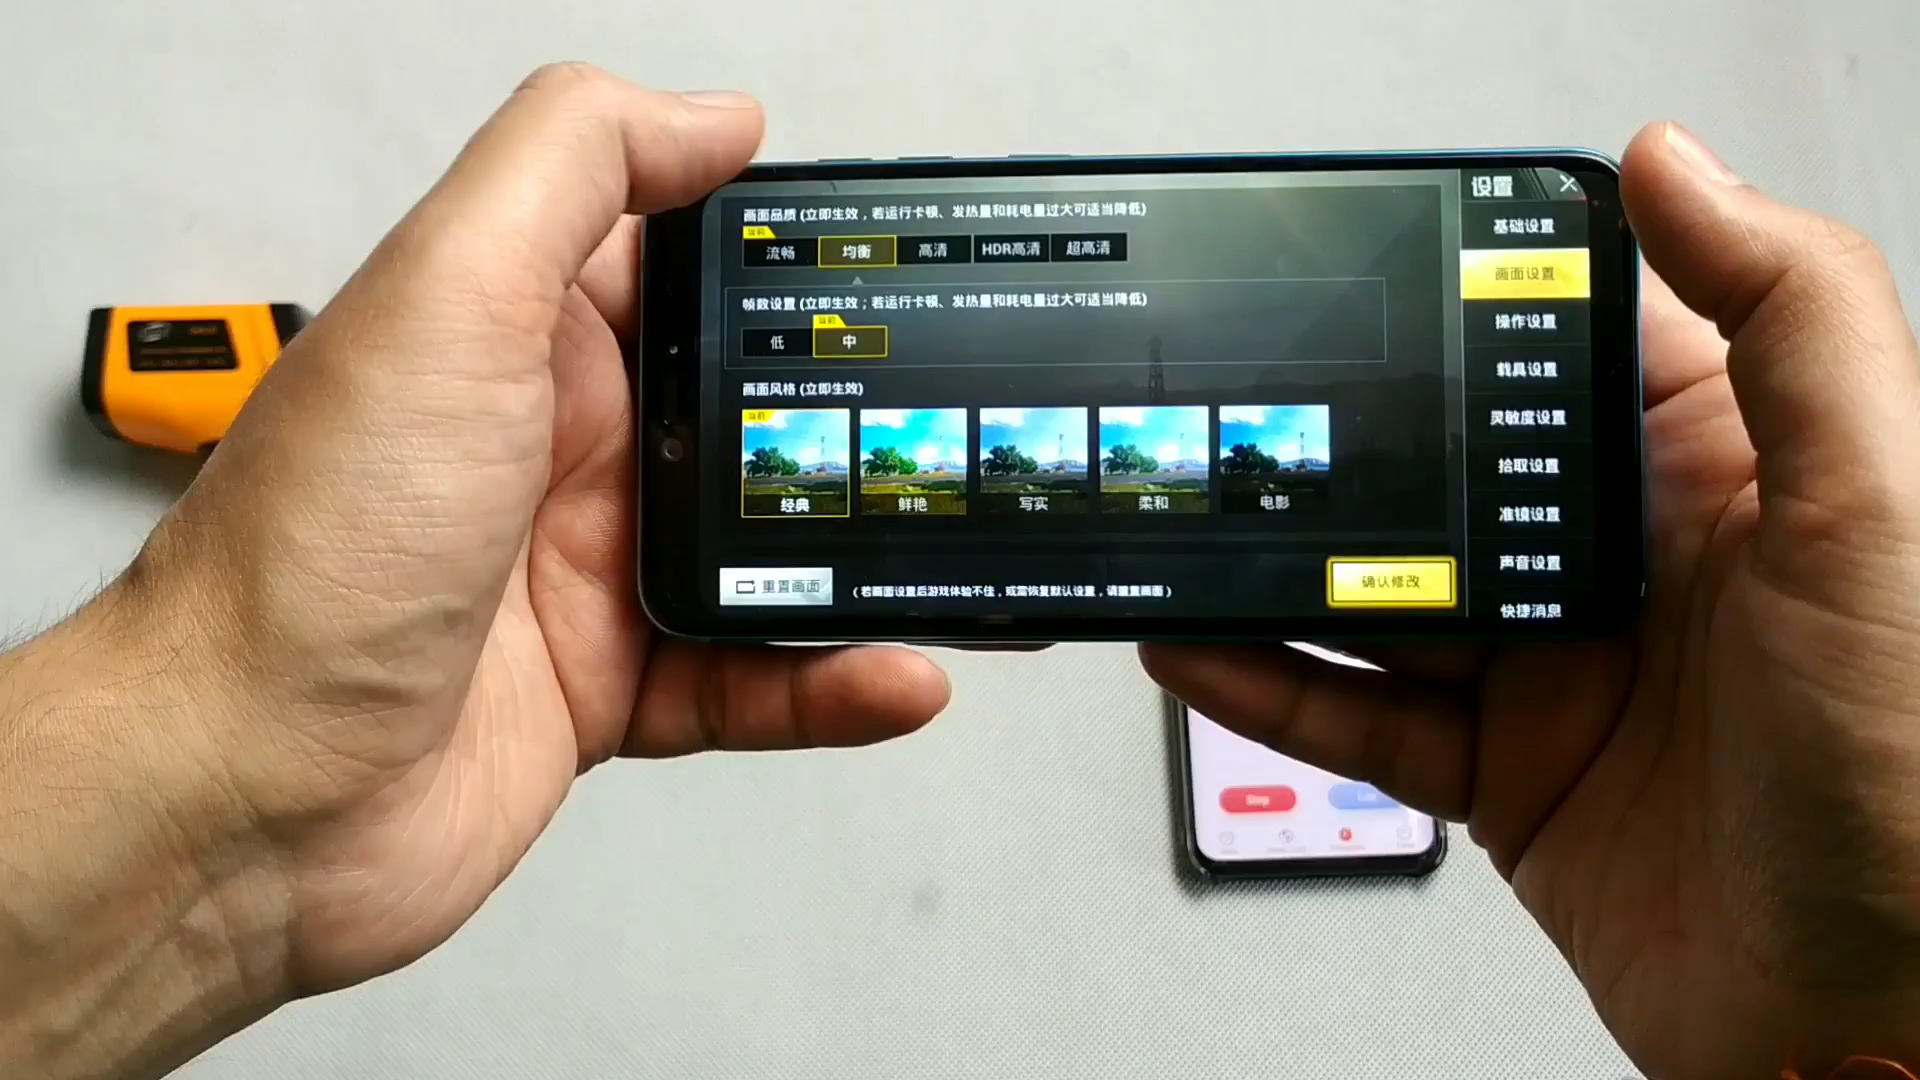 设置
画面品质 (立即生效，若运行卡顿、发热量和耗电量过大可适当降低)
当前
流畅 均衡 高清 HDR高清 超高清
帧数设置 (立即生效；若运行卡顿、发热量和耗电量过大可适当降低)
当前
低 中
画面风格 (立即生效)
当前
经典 鲜艳 写实 柔和 电影
重置画面
(若画面设置后游戏体验不佳，或需恢复默认设置，请重置画面)
确认修改
基础设置
画面设置
操作设置
载具设置
灵敏度设置
拾取设置
准镜设置
声音设置
快捷消息
Stop